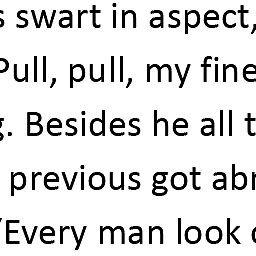 s swart in aspect,
Pull, pull, my fine
g. Besides he all t
previous got abr
"Every man look o